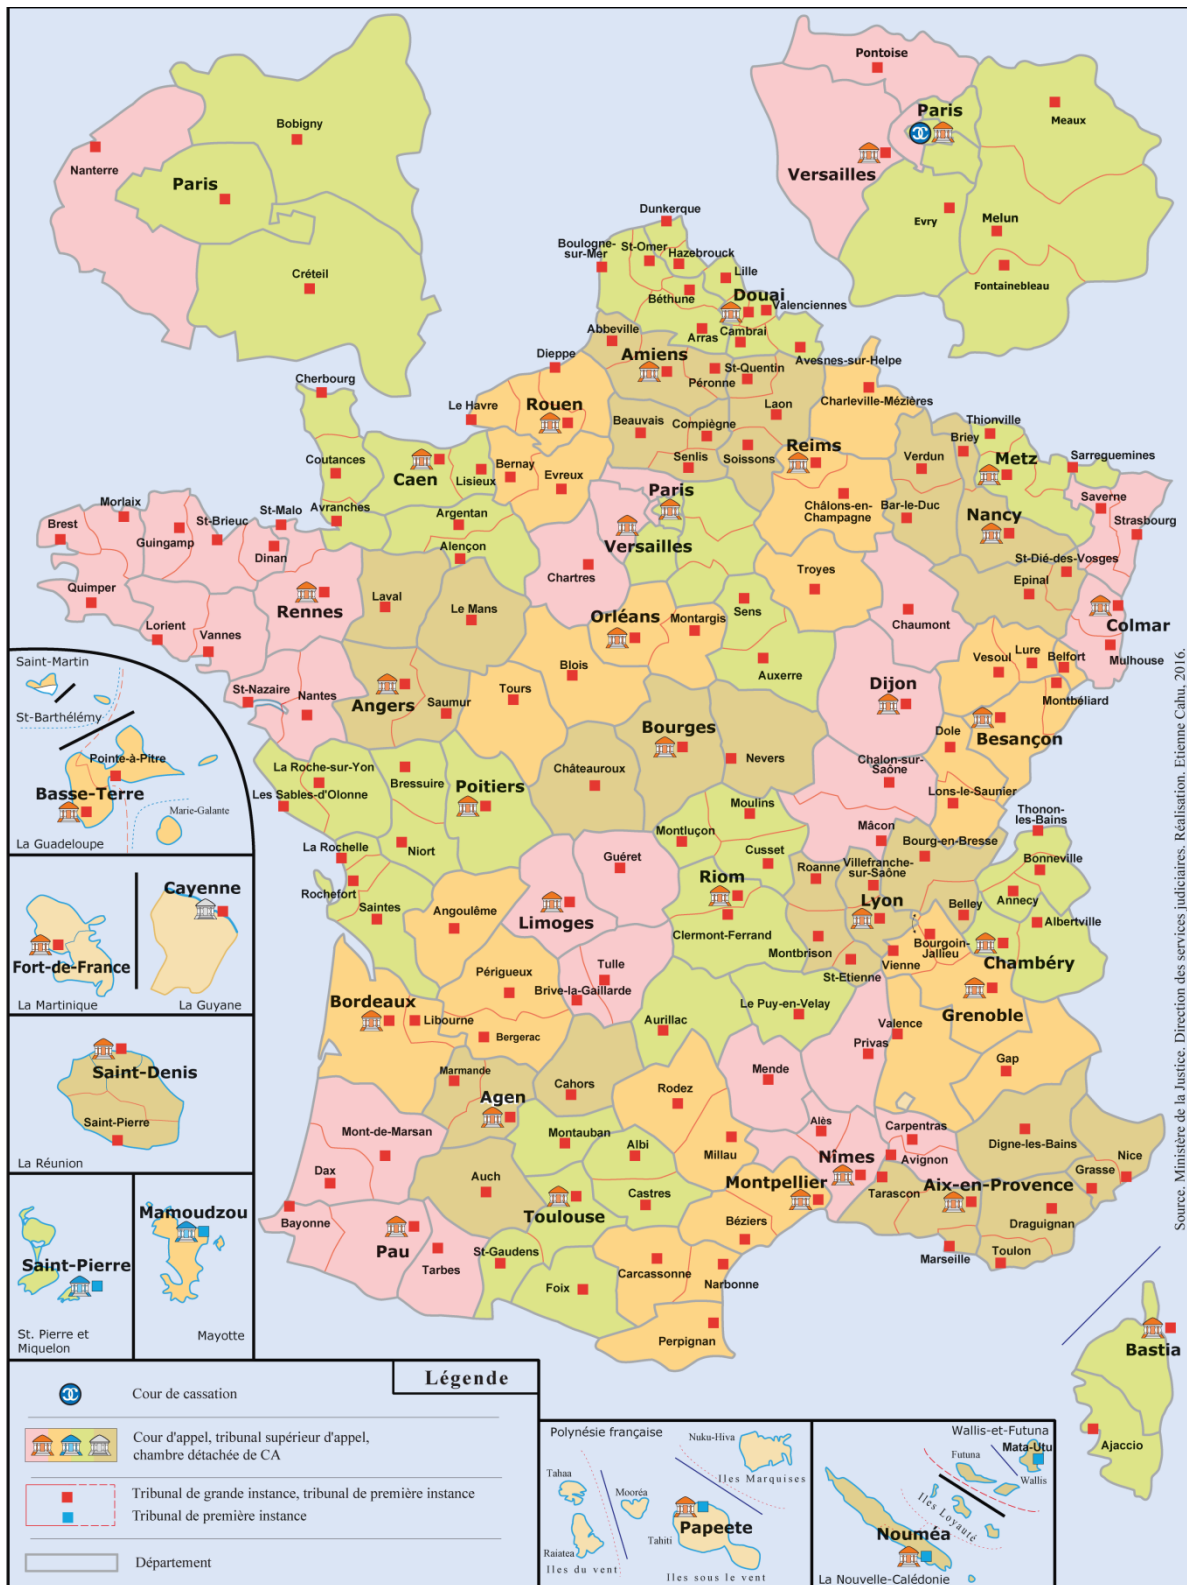 Nanterre
Bobigny
Paris
Créteil
Pontoise
Paris
Meaux
Versailles
Evry
Melun
Fontainebleau
Dunkerque
Boulogne-
sur-Mer
St-Omer
Hazebrouck
Lille
Béthune
Douai
Valenciennes
Arras
Cambrai
Avesnes-sur-Helpe
Abbeville
Amiens
Péronne
St-Quentin
Dieppe
Charleville-Mézières
Cherbourg
Le Havre
Rouen
Beauvais
Compiègne
Laon
Thionville
Briey
Coutances
Caen
Lisieux
Bernay
Evreux
Senlis
Soissons
Reims
Verdun
Metz
Sarreguemines
Saverne
Morlaix
St-Malo
Avranches
Argentan
Paris
Châlons-en-
Champagne
Bar-le-Duc
Nancy
Strasbourg
Brest
Guingamp
St-Brieuc
Dinan
Alençon
Versailles
St-Dié-des-Vosges
Quimper
Rennes
Laval
Le Mans
Chartres
Troyes
Epinal
Lorient
Vannes
Orléans
Montargis
Sens
Chaumont
Colmar
Mulhouse
Saint-Martin
St-Barthélémy
St-Nazaire
Nantes
Angers
Saumur
Tours
Blois
Auxerre
Dijon
Vesoul
Lure
Belfort
Montbéliard
Besançon
Pointe-à-Pitre
Basse-Terre
Marie-Galante
La Guadeloupe
La Roche-sur-Yon
Les Sables-d'Olonne
Bressuire
Poitiers
Châteauroux
Bourges
Nevers
Chalon-sur-
Saône
Dole
Lons-le-Saunier
Moulins
Mâcon
Thonon-
les-Bains
La Rochelle
Niort
Guéret
Montluçon
Cusset
Roanne
Villefranche-
sur-Saône
Bourg-en-Bresse
Bonneville
Rochefort
Saintes
Angoulême
Limoges
Riom
Clermont-Ferrand
Lyon
Belley
Annecy
Albertville
Cayenne
Fort-de-France
La Martinique
La Guyane
Montbrison
St-Etienne
Vienne
Bourgoin-
Jallieu
Chambéry
Périgueux
Tulle
Brive-la-Gaillarde
Bordeaux
Libourne
Bergerac
Aurillac
Le Puy-en-Velay
Valence
Privas
Grenoble
Saint-Denis
Saint-Pierre
La Réunion
Marmande
Agen
Cahors
Rodez
Mende
Gap
Mont-de-Marsan
Montauban
Albi
Millau
Alès
Carpentras
Avignon
Digne-les-Bains
Nice
Grasse
Dax
Auch
Nîmes
Tarascon
Aix-en-Provence
Montpellier
Draguignan
Castres
Toulouse
Béziers
Bayonne
Pau
Tarbes
St-Gaudens
Foix
Carcassonne
Narbonne
Marseille
Toulon
Perpignan
Mamoudzou
Saint-Pierre
St. Pierre et
Miquelon
Mayotte
Bastia
Ajaccio
Source. Ministère de la Justice. Direction des services judiciaires. Réalisation. Etienne Cahu, 2016.
Légende
Cour de cassation
Cour d'appel, tribunal supérieur d'appel,
chambre détachée de CA
Tribunal de grande instance, tribunal de première instance
Tribunal de première instance
Département
Polynésie française
Nuku-Hiva
Iles Marquises
Tahaa
Mooréa
Papeete
Tahiti
Raiatea
Iles du vent
Iles sous le vent
Wallis-et-Futuna
Mata-Utu
Futuna
Wallis
Iles Loyauté
Nouméa
La Nouvelle-Calédonie